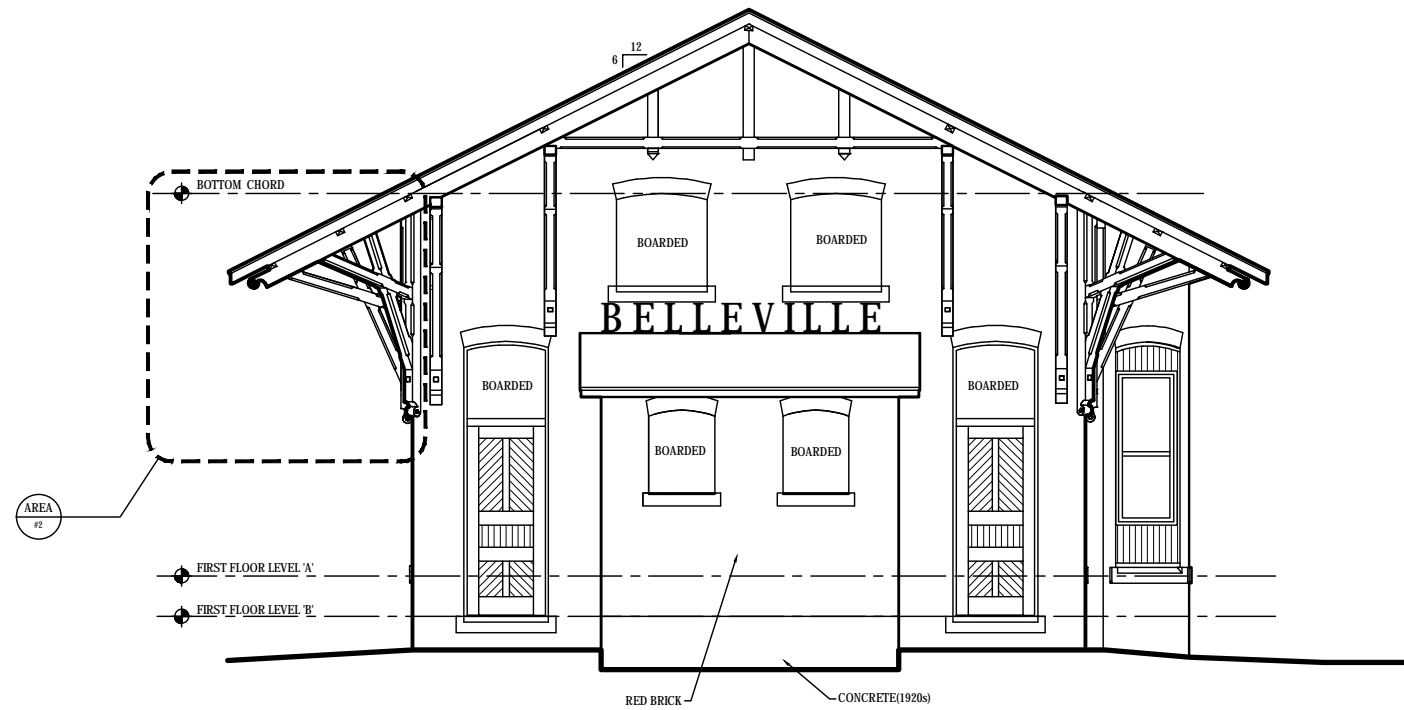 12
6
BOTTOM CHORD
BOARDED
BOARDED
BELLEVILLE
BOARDED
BOARDED
BOARDED
BOARDED
AREA
#2
FIRST FLOOR LEVEL 'A'
FIRST FLOOR LEVEL 'B'
RED BRICK
CONCRETE(1920s)